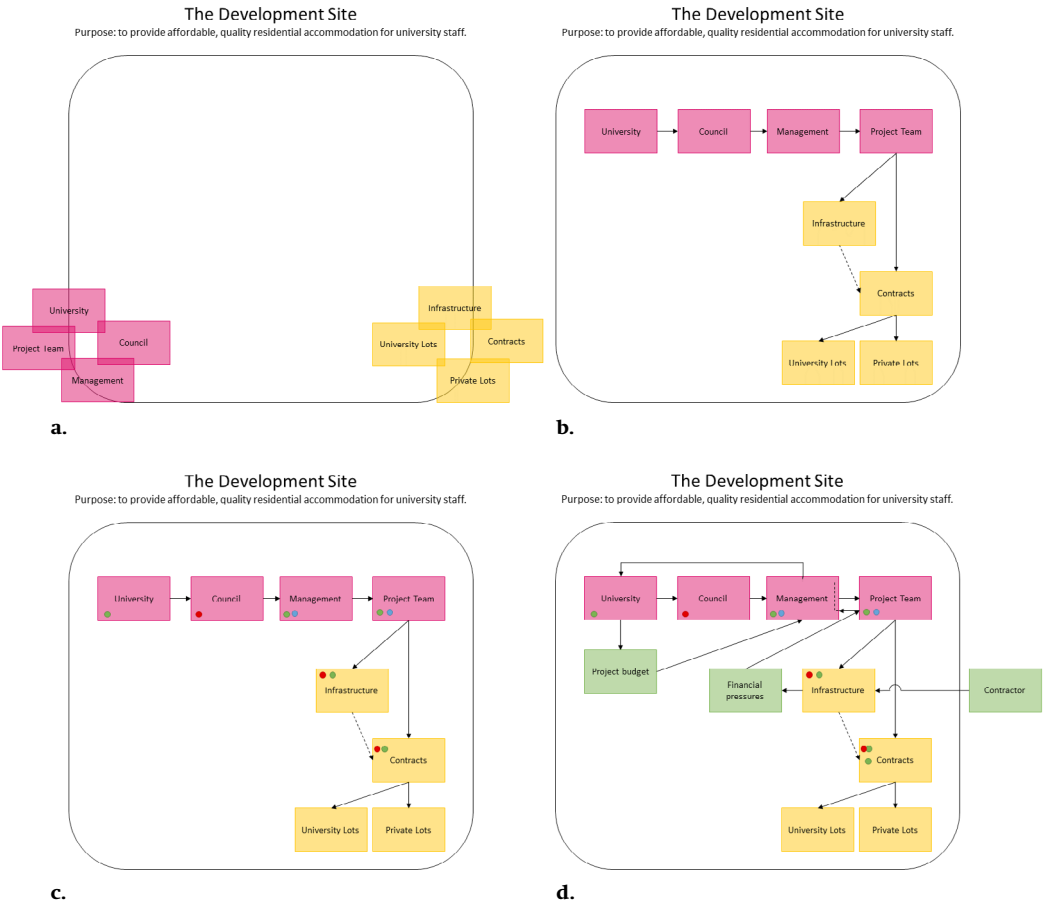 The Development Site
Purpose: to provide affordable, quality residential accommodation for university staff.
University
Project Team
Council
Management
Infrastructure
University Lots
Contracts
Private Lots
a.
The Development Site
Purpose: to provide affordable, quality residential accommodation for university staff.
University
Council
Management
Project Team
Infrastructure
Contracts
University Lots
Private Lots
b.
The Development Site
Purpose: to provide affordable, quality residential accommodation for university staff.
University
Council
Management
Project Team
Infrastructure
Contracts
University Lots
Private Lots
c.
The Development Site
Purpose: to provide affordable, quality residential accommodation for university staff.
University
Council
Management
Project Team
Project budget
Financial
pressures
Infrastructure
Contractor
Contracts
University Lots
Private Lots
d.